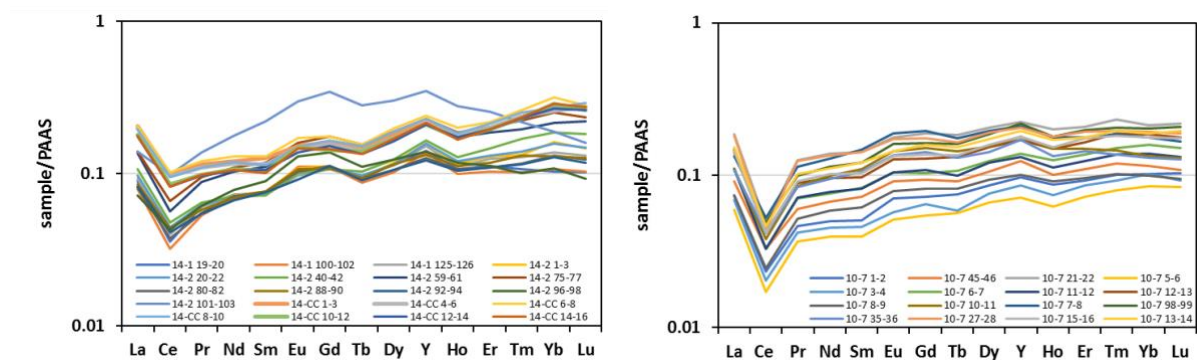 1
0.1
0.01
sample/PAAS
14-1 19-20 14-1 100-102 14-1 125-126 14-2 1-3
14-2 20-22 14-2 40-42 14-2 59-61 14-2 75-77
14-2 80-82 14-2 88-90 14-2 92-94 14-2 96-98
14-2 101-103 14-CC 1-3 14-CC 4-6 14-CC 6-8
14-CC 8-10 14-CC 10-12 14-CC 12-14 14-CC 14-16
La Ce Pr Nd Sm Eu Gd Tb Dy Y Ho Er Tm Yb Lu
1
0.1
0.01
sample/PAAS
10-7 1-2 10-7 45-46 10-7 21-22 10-7 5-6
10-7 3-4 10-7 6-7 10-7 11-12 10-7 12-13
10-7 8-9 10-7 10-11 10-7 7-8 10-7 98-99
10-7 35-36 10-7 27-28 10-7 15-16 10-7 13-14
La Ce Pr Nd Sm Eu Gd Tb Dy Y Ho Er Tm Yb Lu